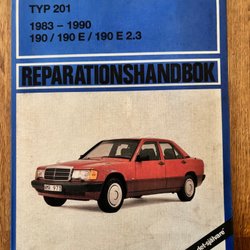 TYP 201
1983 – 1990
190 / 190 E / 190 E 2.3
REPARATIONSHANDBOK